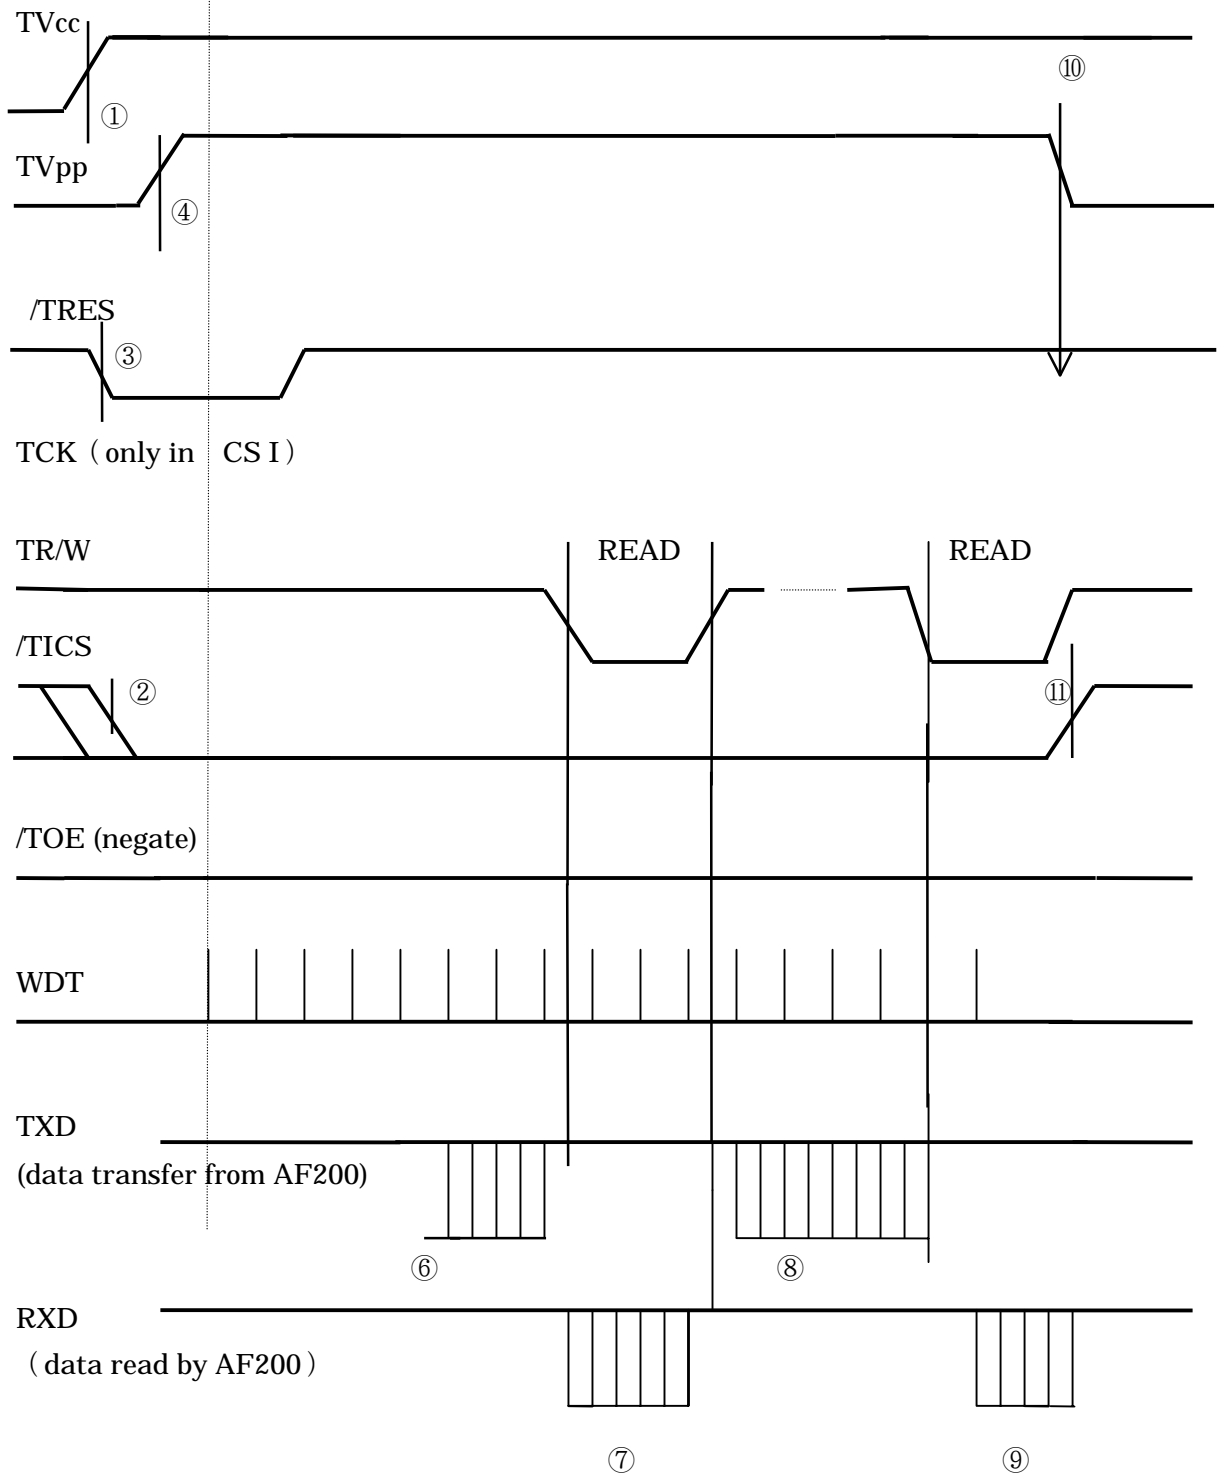 TVcc
⑩
①
TVpp
④
/TRES
③
TCK（only in CS I）
TR/W READ READ
/TICS
② ⑪
/TOE (negate)
WDT
TXD
(data transfer from AF200)
⑥ ⑧
RXD
（data read by AF200）
⑦ ⑨